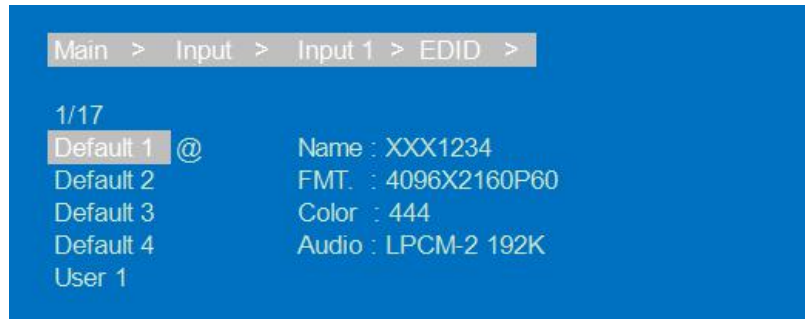 Main > Input > Input 1 > EDID >
1/17
Default 1 @ Name : XXX1234
Default 2 FMT. : 4096X2160P60
Default 3 Color : 444
Default 4 Audio : LPCM-2 192K
User 1